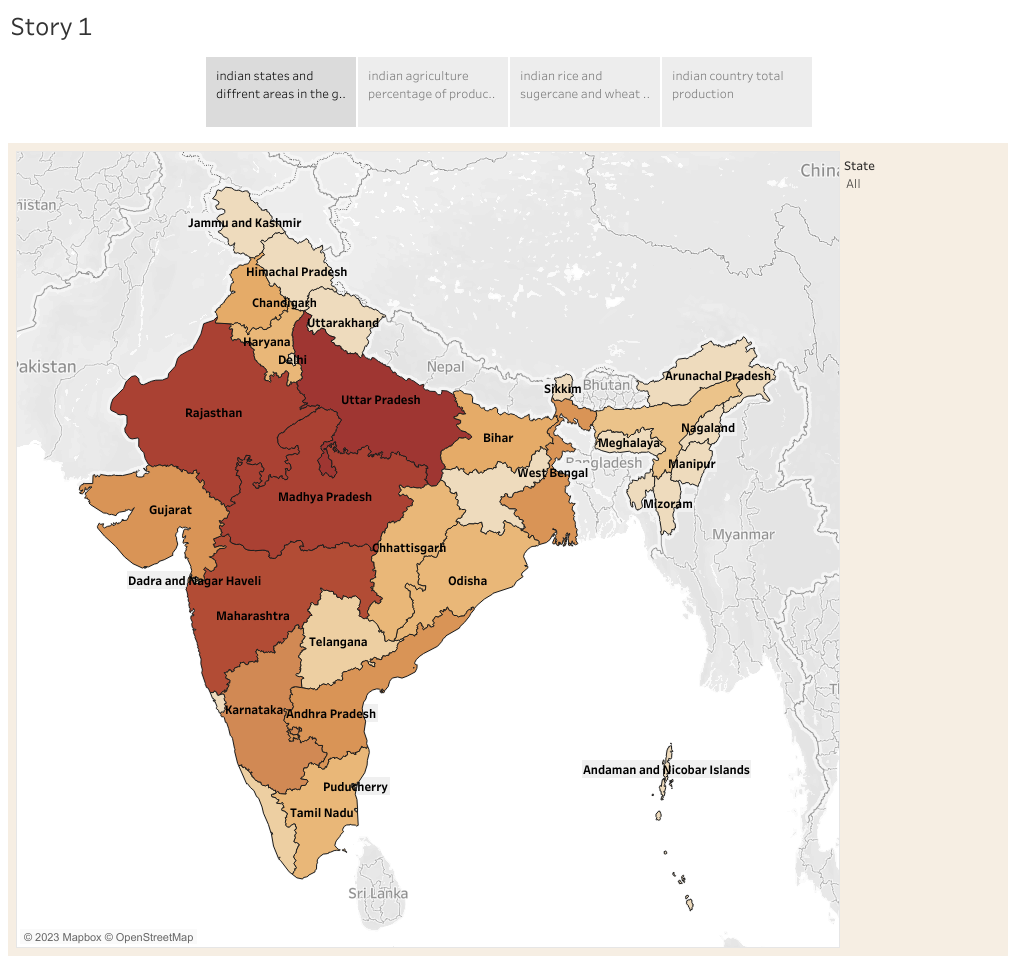 Story 1
indian states and
diffrent areas in the g..
indian agriculture
percentage of produc..
indian rice and
sugercane and wheat ..
indian country total
production
State
All
China
Jammu and Kashmir
nistan
Himachal Pradesh
Chandigarh
Uttarakhand
Haryana
Delhi
Pakistan
Nepal
Arunachal Pradesh
Sikkim
Bhutan
Uttar Pradesh
Rajasthan
Nagaland
Bihar
Meghalaya
Bangladesh
Manipur
West Bengal
Madhya Pradesh
Mizoram
Gujarat
Myanmar
Chhattisgarh
Dadra and Nagar Haveli
Odisha
Maharashtra
Telangana
Karnataka
Andhra Pradesh
Andaman and Nicobar Islands
Puducherry
Tamil Nadu
Sri Lanka
© 2023 Mapbox © OpenStreetMap